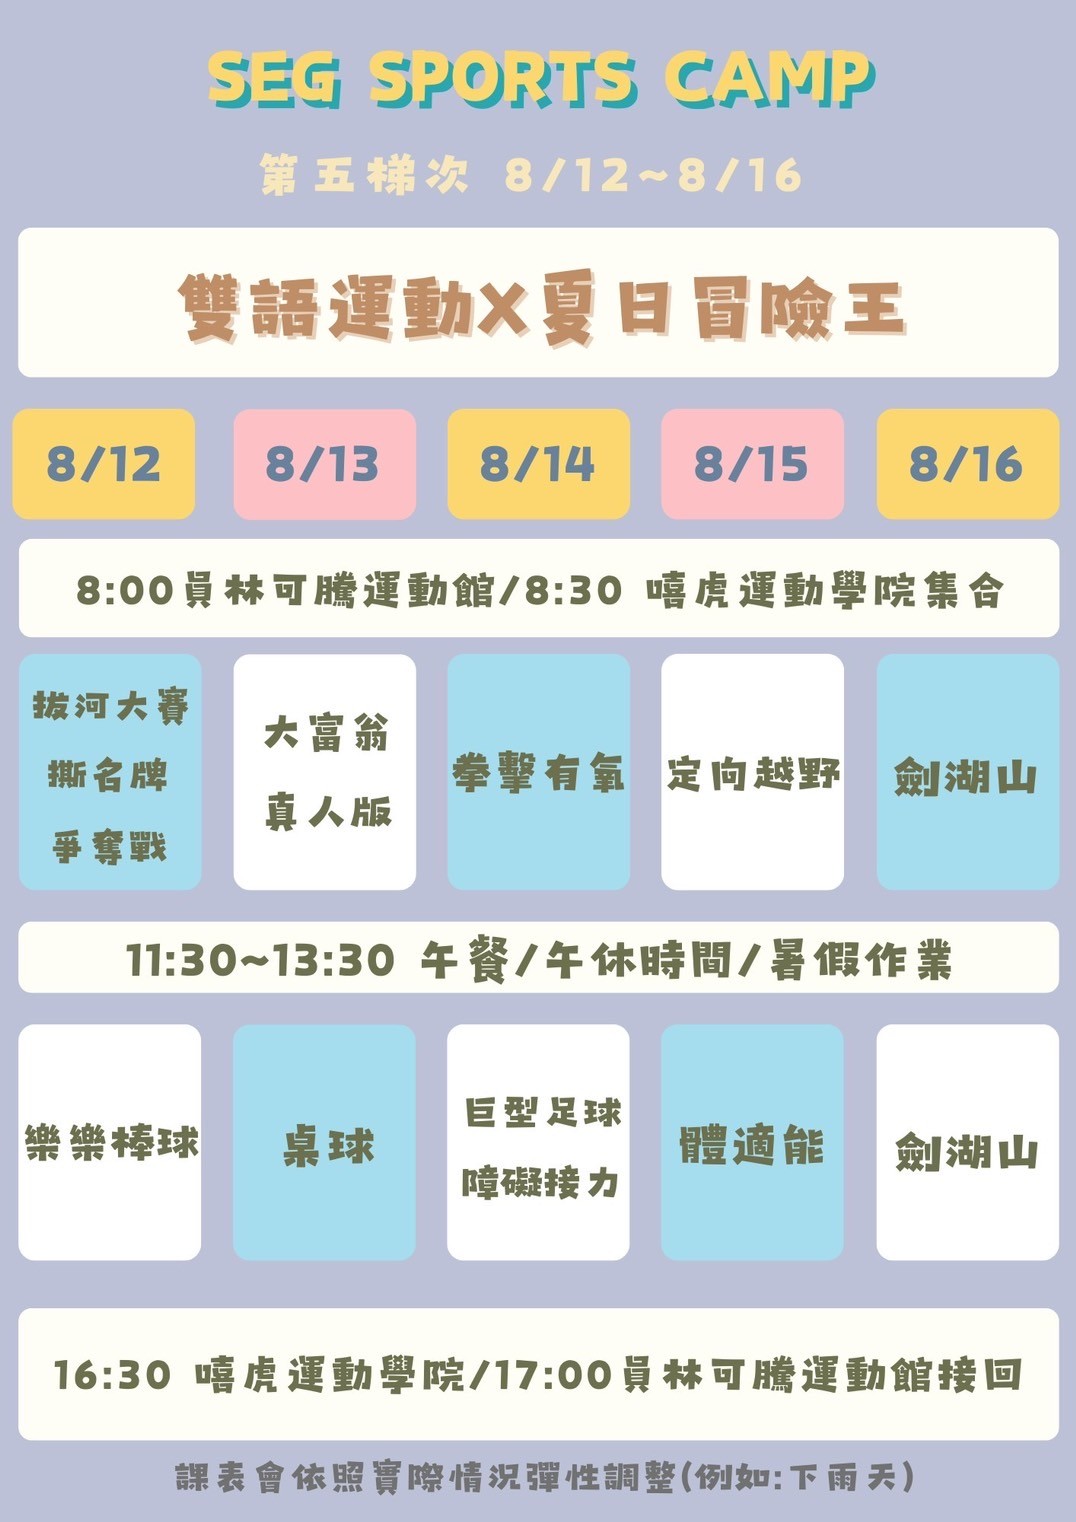 SEG SPORTS CAMP
第五梯次 8/12~8/16
雙語運動X夏日冒險王
8/12
8/13
8/14
8/15
8/16
8:00員林可騰運動館/8:30 嘻虎運動學院集合
拔河大賽
撕名牌
爭奪戰
大富翁
真人版
拳擊有氧
定向越野
劍湖山
11:30~13:30 午餐/午休時間/暑假作業
樂樂棒球
桌球
巨型足球
障礙接力
體適能
劍湖山
16:30 嘻虎運動學院/17:00員林可騰運動館接回
課表會依照實際情況彈性調整(例如:下雨天)